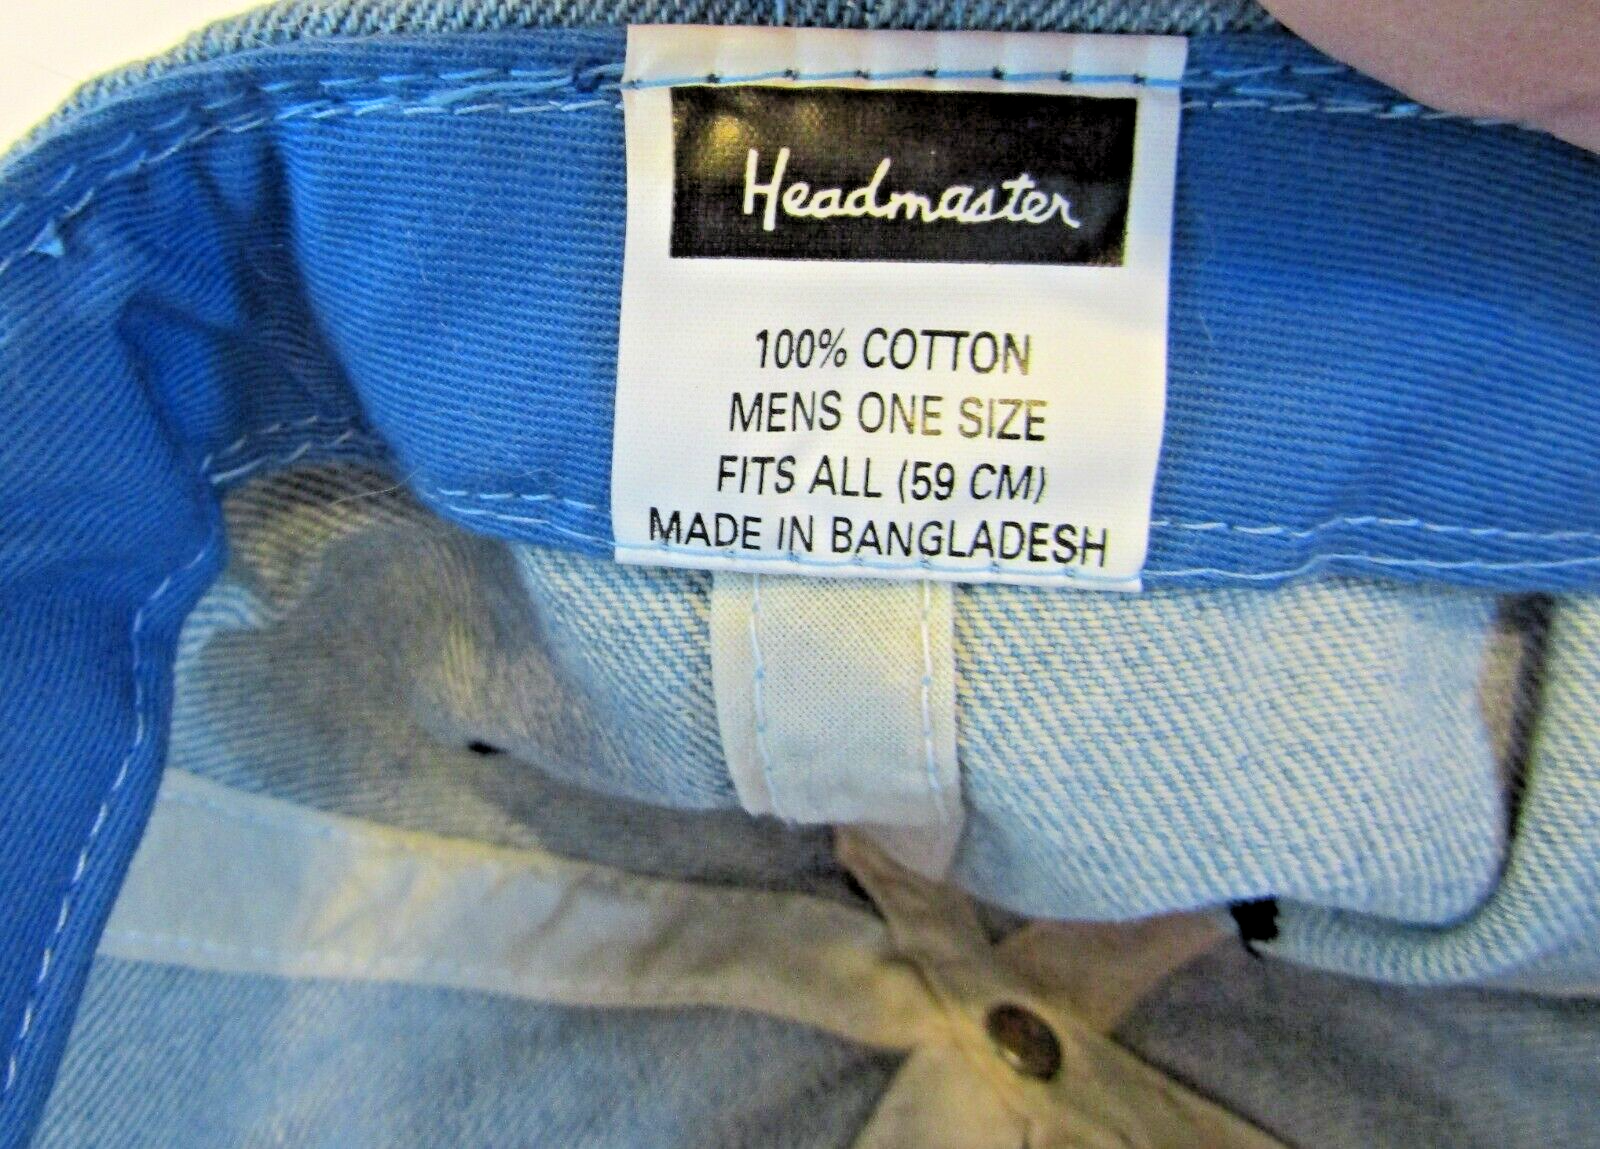 Headmaster
100% COTTON
MENS ONE SIZE
FITS ALL (59 CM)
MADE IN BANGLADESH